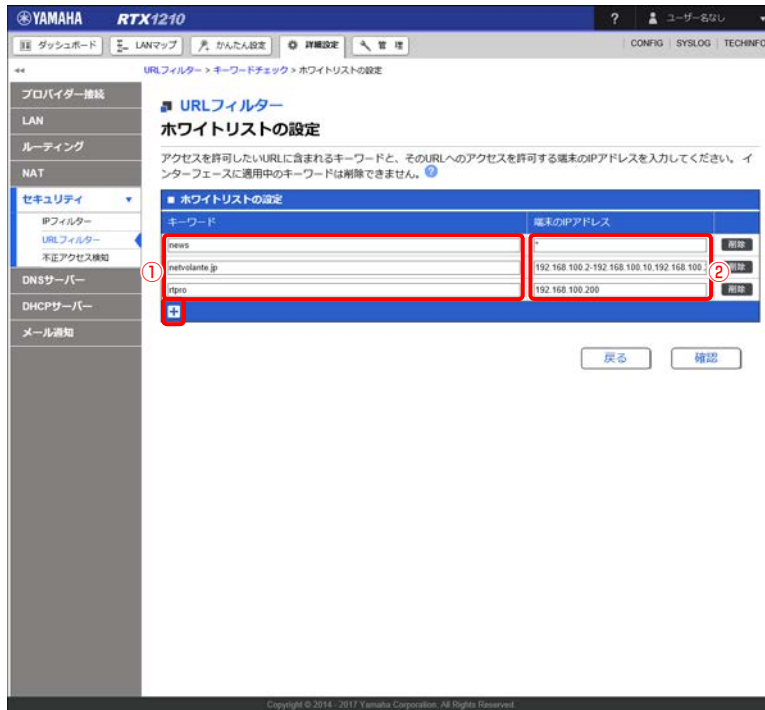 YAMAHA RTX1210 ? ユーザー名なし
ダッシュボード LANマップ かんたん設定 詳細設定 管理 CONFIG SYSLOG TECHINFO
URLフィルター > キーワードチェック > ホワイトリストの設定
プロバイダー接続
LAN
ルーティング
NAT
セキュリティ
IPフィルター
URLフィルター
不正アクセス検知
DNSサーバー
DHCPサーバー
メール通知
URLフィルター
ホワイトリストの設定
アクセスを許可したいURLに含まれるキーワードと、そのURLへのアクセスを許可する端末のIPアドレスを入力してください。 イ
ンターフェースに適用中のキーワードは削除できません。 ?
■ ホワイトリストの設定
キーワード 端末のIPアドレス
news * 削除
① netvolante.jp 192.168.100.2-192.168.100.10,192.168.100. ② 削除
rtpro 192.168.100.200 削除
+
戻る 確認
Copyright © 2014 - 2017 Yamaha Corporation. All Rights Reserved.